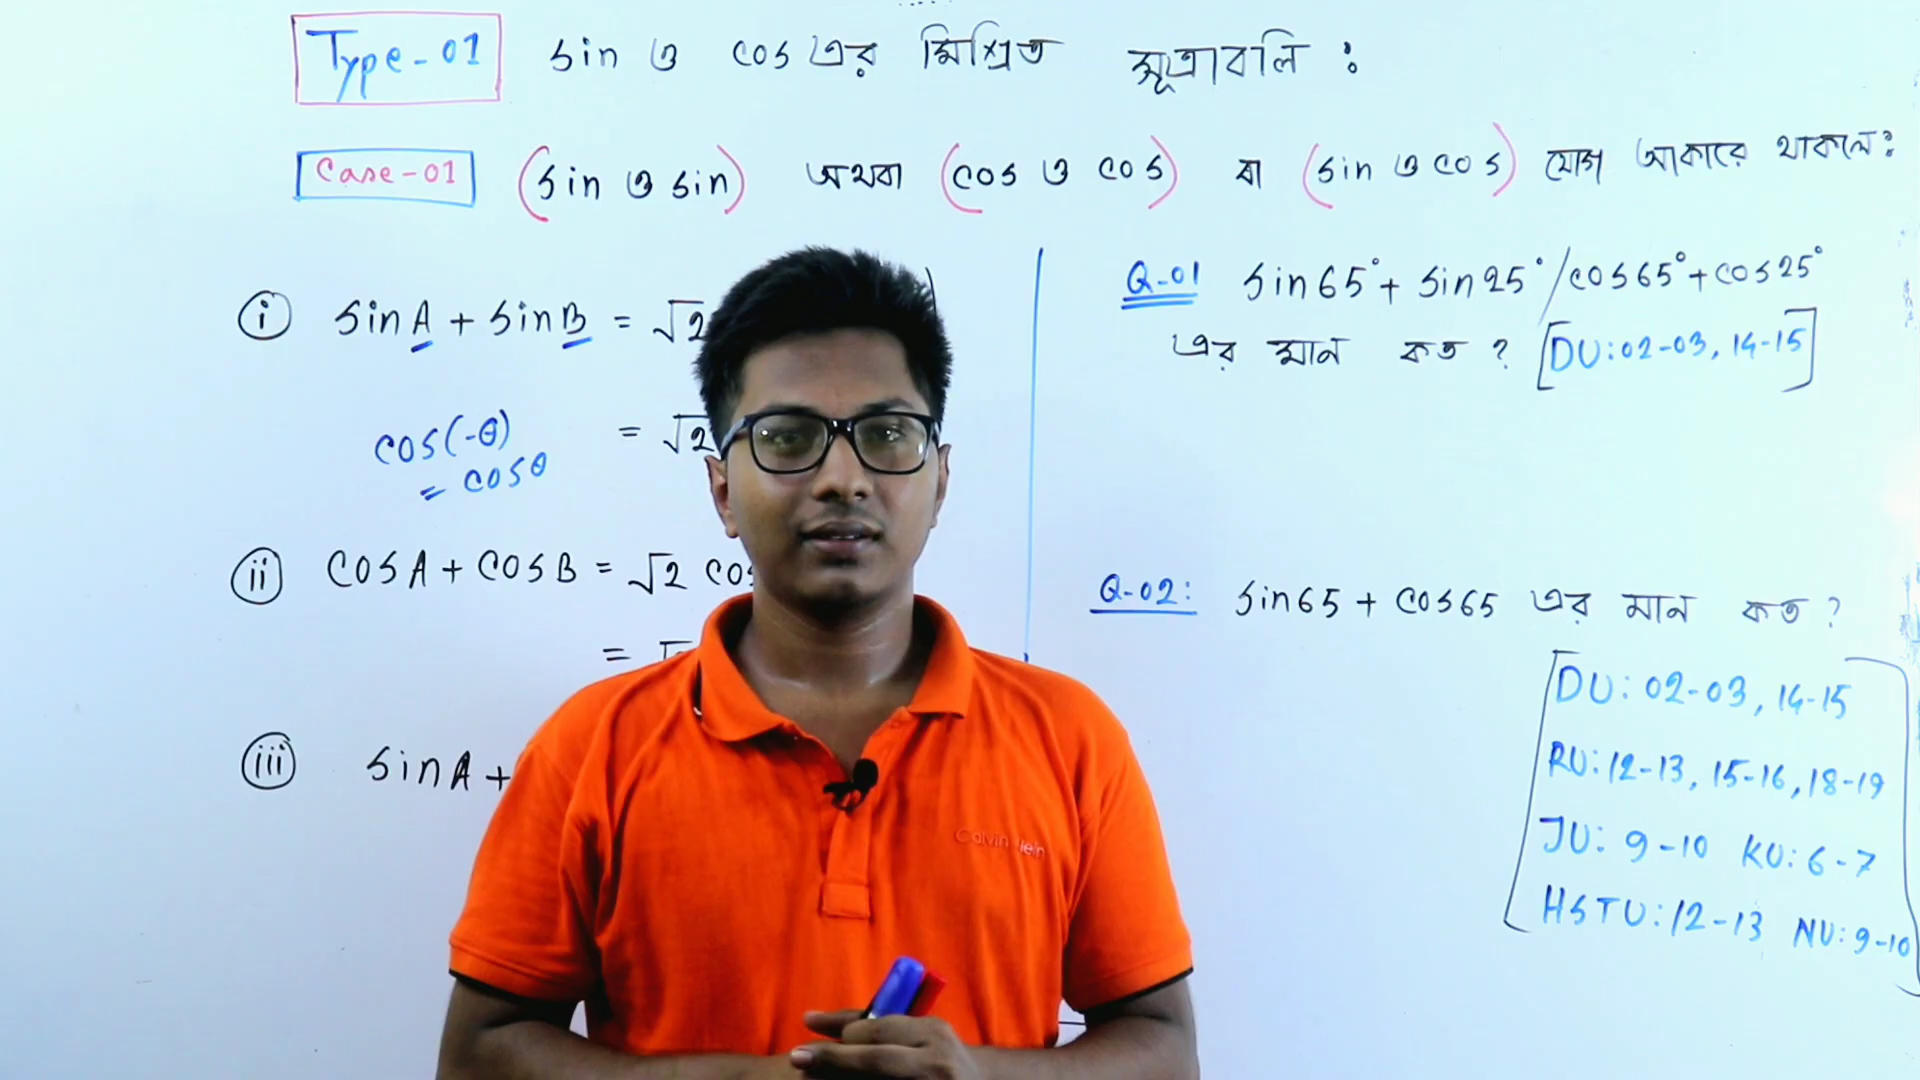 Type-01 sin ও cos এর মিশ্রিত সূত্রাবলি :
Case-01 (sin ও sin) অথবা (cos ও cos) বা (sin ও cos) যোগ আকারে থাকলে:
i sinA + sinB = √2
= √2
cos(-θ)
= cosθ
ii cosA + cosB = √2 cos
= √
iii sinA +
Q-01 sin65° + sin25° / cos65° + cos25°
এর মান কত ? [DU:02-03, 14-15]
Q-02: sin65 + cos65 এর মান কত ?
[DU: 02-03, 14-15
RU: 12-13, 15-16, 18-19
JU: 9-10 KU: 6-7
HSTU: 12-13 NU: 9-10]
Calvin lein